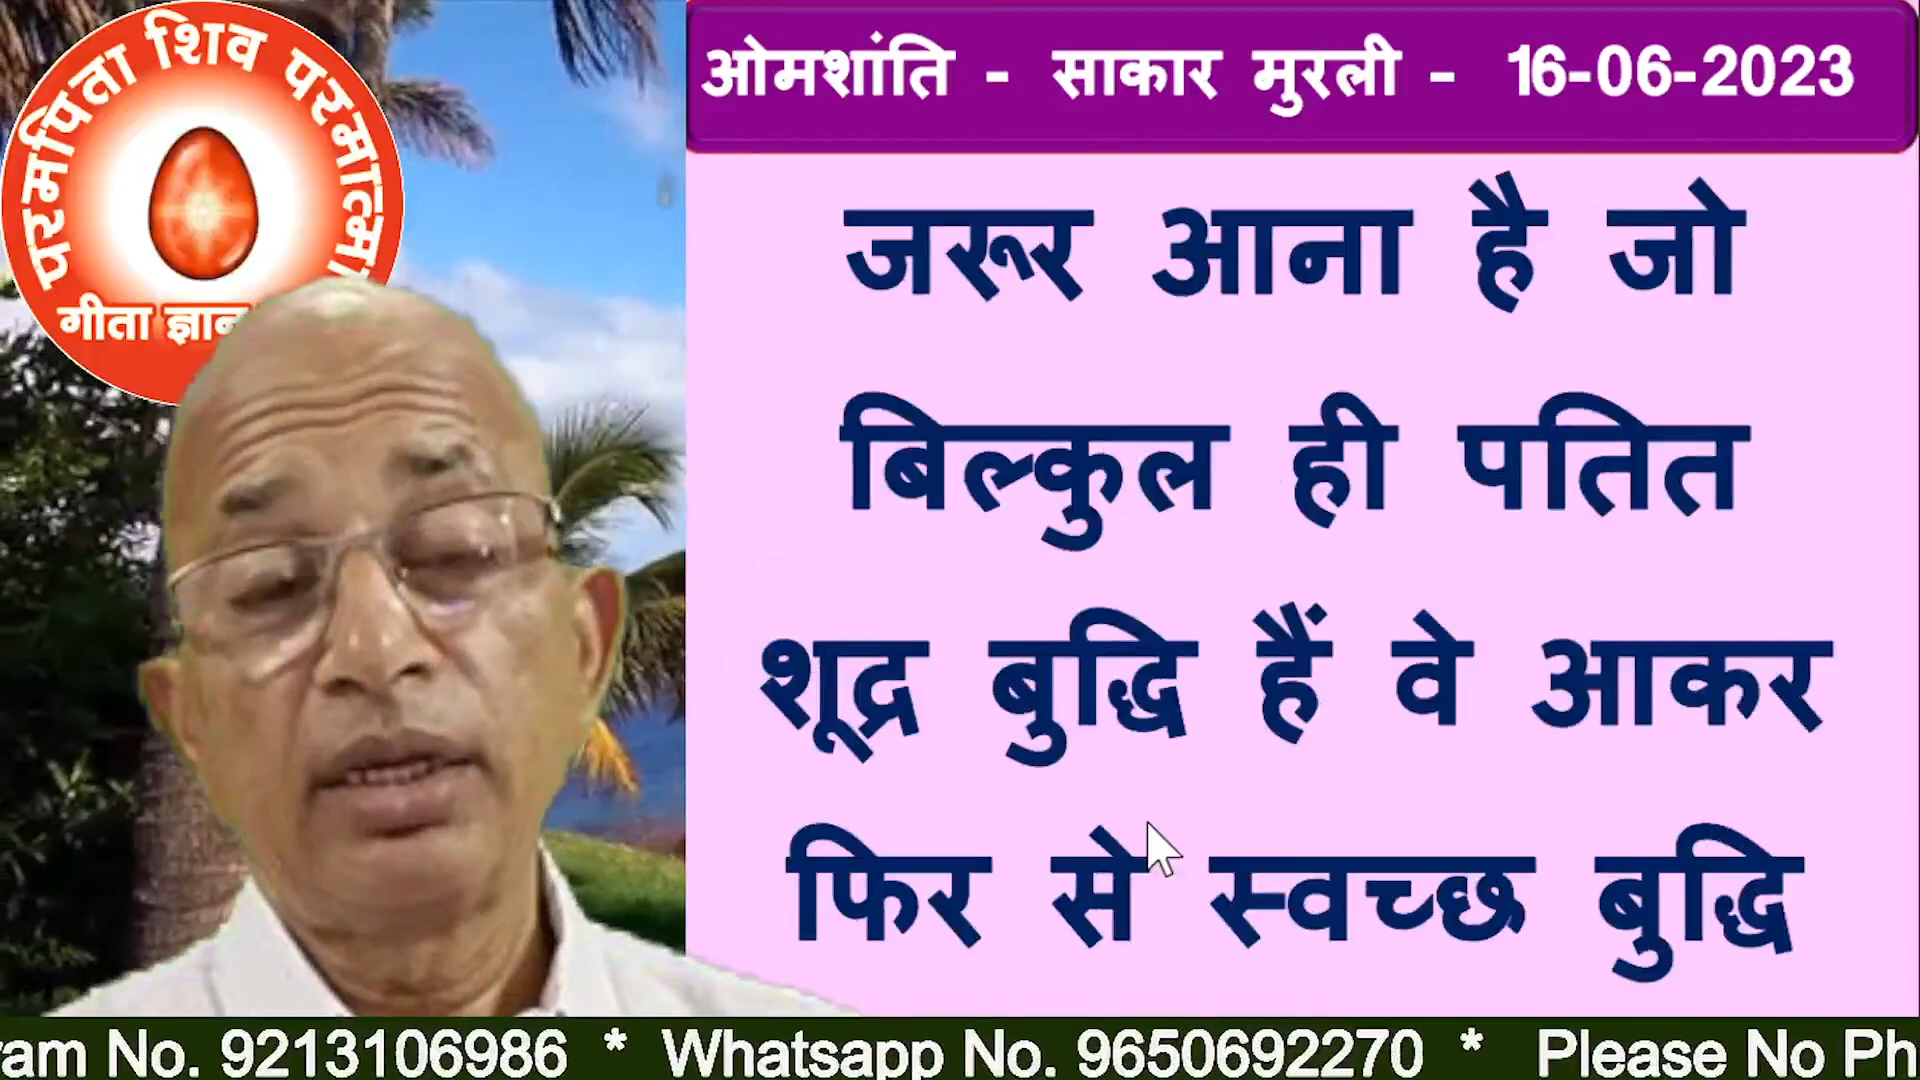 परमपिता शिव परमात्मा
गीता ज्ञान
ओमशांति - साकार मुरली - 16-06-2023
जरूर आना है जो
बिल्कुल ही पतित
शूद्र बुद्धि हैं वे आकर
फिर से स्वच्छ बुद्धि
ram No. 9213106986 * Whatsapp No. 9650692270 * Please No Ph